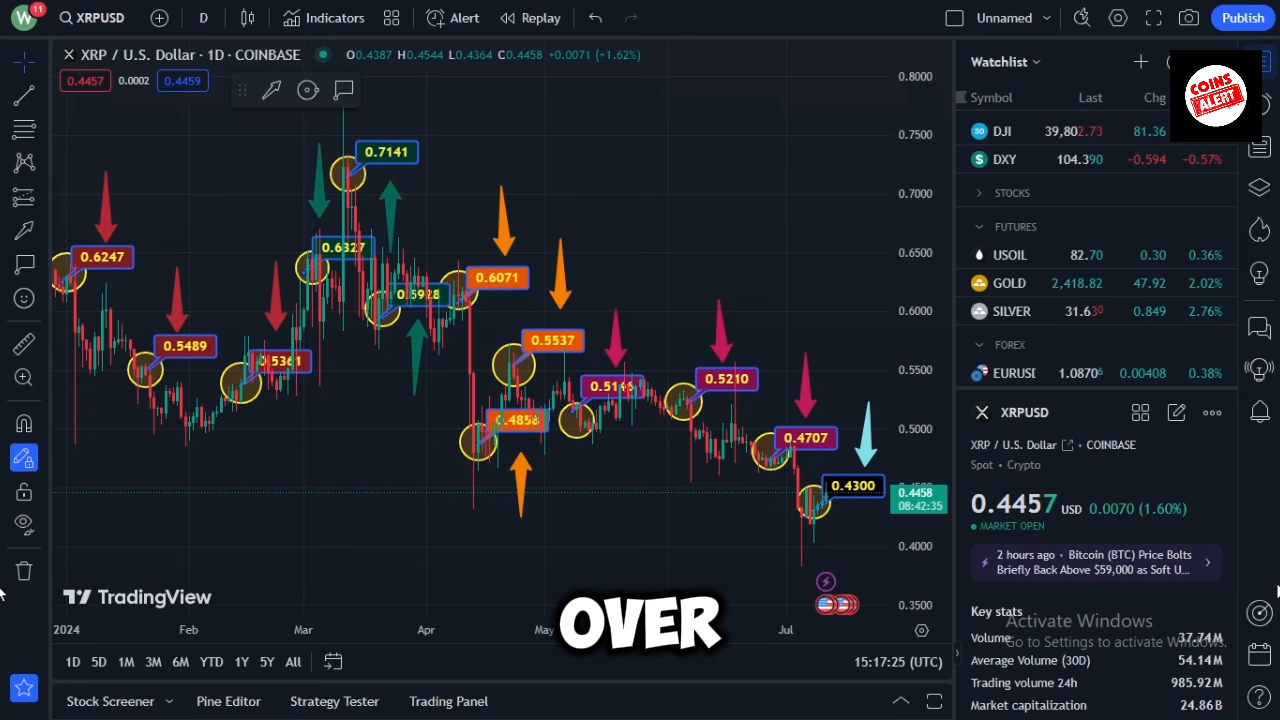 W 11 XRPUSD D Indicators Alert Replay Unnamed Publish
XRP / U.S. Dollar · 1D · COINBASE O0.4387 H0.4544 L0.4364 C0.4458 +0.0071 (+1.62%)
0.4457 0.0002 0.4459
0.8000
0.7500
0.7000
0.6500
0.6000
0.5500
0.5000
0.4458
08:42:35
0.4000
0.3500
0.7141
0.6327
0.6247
0.5928
0.6071
0.5489
0.5361
0.5537
0.5210
0.4858
0.4707
0.4300
TradingView
OVER
2024 Feb Mar Apr May Jul
1D 5D 1M 3M 6M YTD 1Y 5Y All 15:17:25 (UTC)
Stock Screener Pine Editor Strategy Tester Trading Panel
Watchlist
COINS
ALERT
Symbol Last Chg
30 DJI 39,802.73 81.36
$ DXY 104.390 -0.594 -0.57%
STOCKS
FUTURES
USOIL 82.70 0.30 0.36%
GOLD 2,418.82 47.92 2.02%
SILVER 31.630 0.849 2.76%
FOREX
EURUSI 1.08706 0.00408 0.38%
XRPUSD
XRP / U.S. Dollar COINBASE
Spot • Crypto
0.4457 USD 0.0070 (1.60%)
MARKET OPEN
2 hours ago • Bitcoin (BTC) Price Bolts
Briefly Back Above $59,000 as Soft U...
Key stats
Activate Windows
Go to Settings to activate Windows.
Volume 37.74M
Average Volume (30D) 54.14M
Trading volume 24h 985.92M
Market capitalization 24.86B